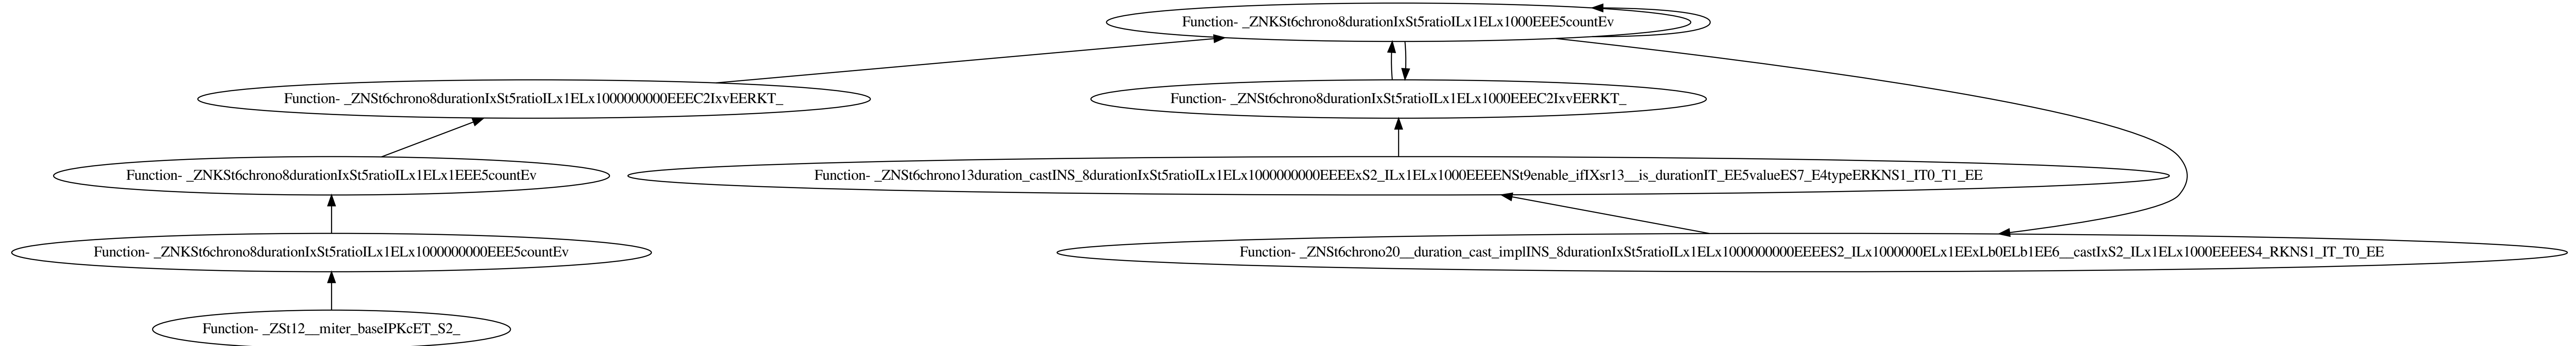 Function- _ZNKSt6chrono8durationIxSt5ratioILx1ELx1000EEE5countEv
Function- _ZNSt6chrono8durationIxSt5ratioILx1ELx1000000000EEEC2IxvEERKT_
Function- _ZNSt6chrono8durationIxSt5ratioILx1ELx1000EEEC2IxvEERKT_
Function- _ZNKSt6chrono8durationIxSt5ratioILx1ELx1EEE5countEv
Function- _ZNSt6chrono13duration_castINS_8durationIxSt5ratioILx1ELx1000000000EEEExS2_ILx1ELx1000EEEENSt9enable_ifIXsr13__is_durationIT_EE5valueES7_E4typeERKNS1_IT0_T1_EE
Function- _ZNKSt6chrono8durationIxSt5ratioILx1ELx1000000000EEE5countEv
Function- _ZNSt6chrono20__duration_cast_implINS_8durationIxSt5ratioILx1ELx1000000000EEEES2_ILx1000000ELx1EExLb0ELb1EE6__castIxS2_ILx1ELx1000EEEES4_RKNS1_IT_T0_EE
Function- _ZSt12__miter_baseIPKcET_S2_